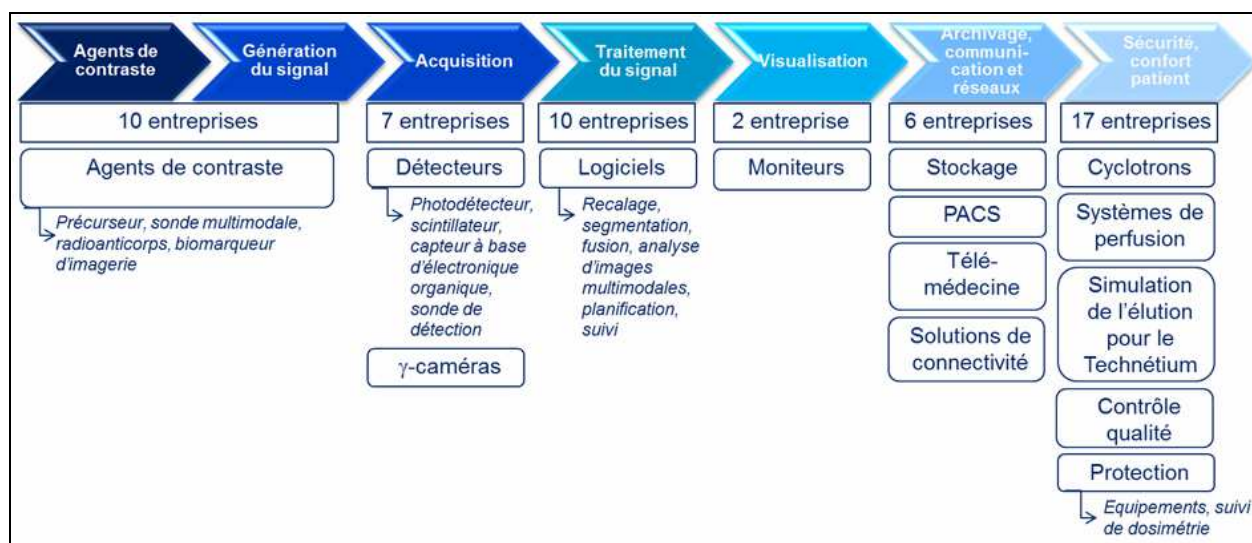 Agents de
contraste
Génération
du signal
Acquisition
Traitement
du signal
Visualisation
Archivage,
communi-
cation et
réseaux
Sécurité,
confort
patient
10 entreprises
7 entreprises
10 entreprises
2 entreprise
6 entreprises
17 entreprises
Agents de contraste
Précurseur, sonde multimodale,
radioanticorps, biomarqueur
d'imagerie
Détecteurs
Photodétecteur,
scintillateur,
capteur à base
d'électronique
organique,
sonde de
détection
γ-caméras
Logiciels
Recalage,
segmentation,
fusion, analyse
d'images
multimodales,
planification,
suivi
Moniteurs
Stockage
PACS
Télé-
médecine
Solutions de
connectivité
Cyclotrons
Systèmes de
perfusion
Simulation
de l'élution
pour le
Technétium
Contrôle
qualité
Protection
Equipements, suivi
de dosimétrie